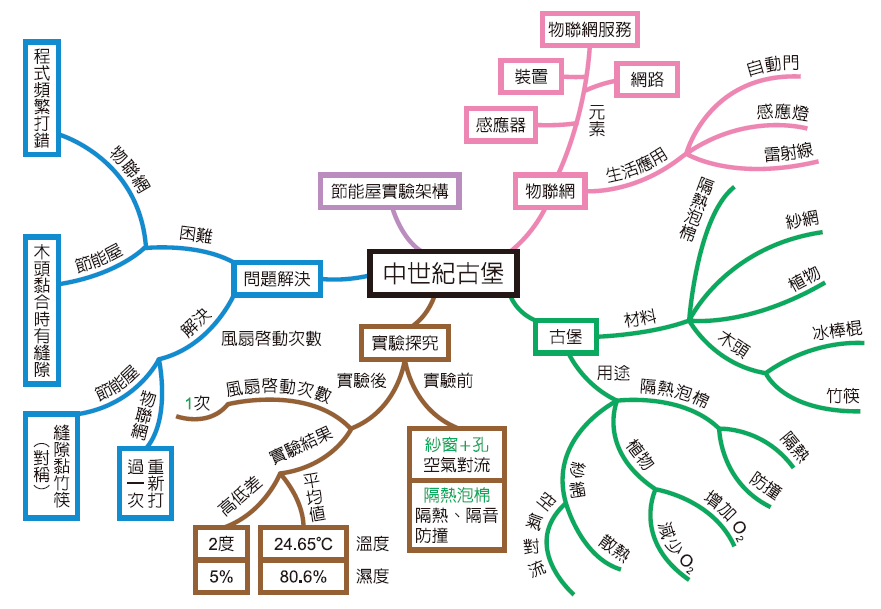 中世紀古堡
節能屋實驗架構
物聯網
元素
物聯網服務
裝置
網路
感應器
生活應用
自動門
感應燈
雷射線
古堡
材料
隔熱泡棉
紗網
植物
木頭
冰棒棍
竹筷
用途
隔熱泡棉
隔熱
防撞
植物
增加 O₂
減少 O₂
紗網
散熱
空氣對流
實驗探究
實驗前
紗窗+孔
空氣對流
隔熱泡棉
隔熱、隔音
防撞
實驗後
風扇啓動次數
風扇啓動次數
1次
實驗結果
高低差
平均值
2度
24.65℃
溫度
5%
80.6%
濕度
問題解決
困難
物聯網
程式頻繁打錯
節能屋
木頭黏合時有縫隙
解決
節能屋
縫隙黏竹筷
（對稱）
物聯網
重新打
過一次